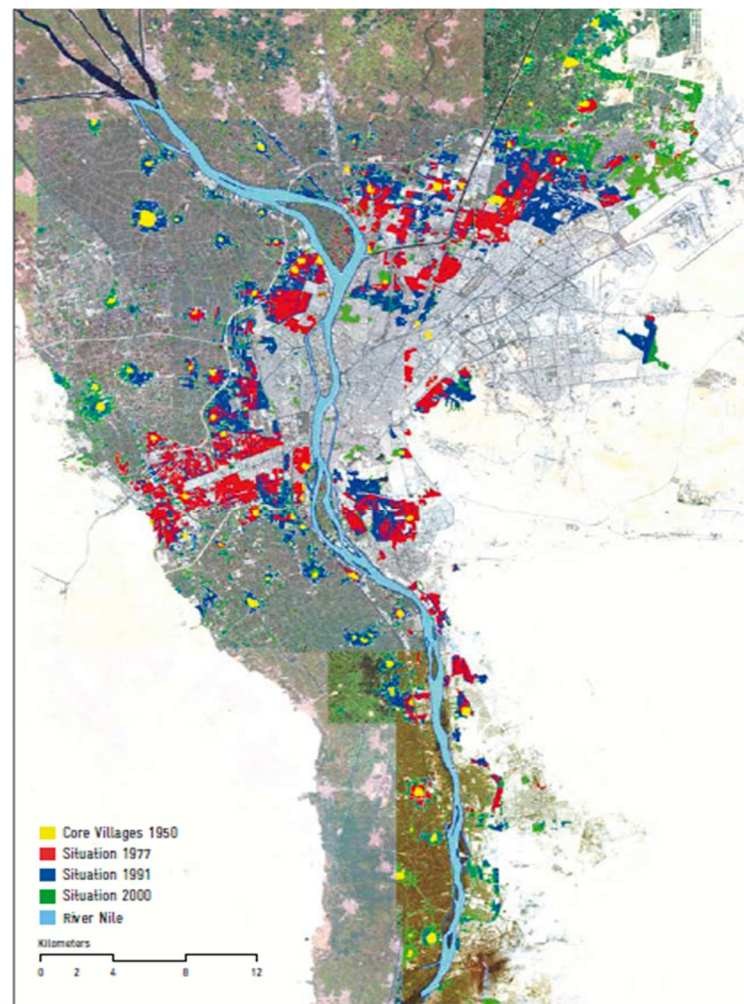 Core Villages 1950
Situation 1977
Situation 1991
Situation 2000
River Nile
Kilometers
0 2 4 8 12